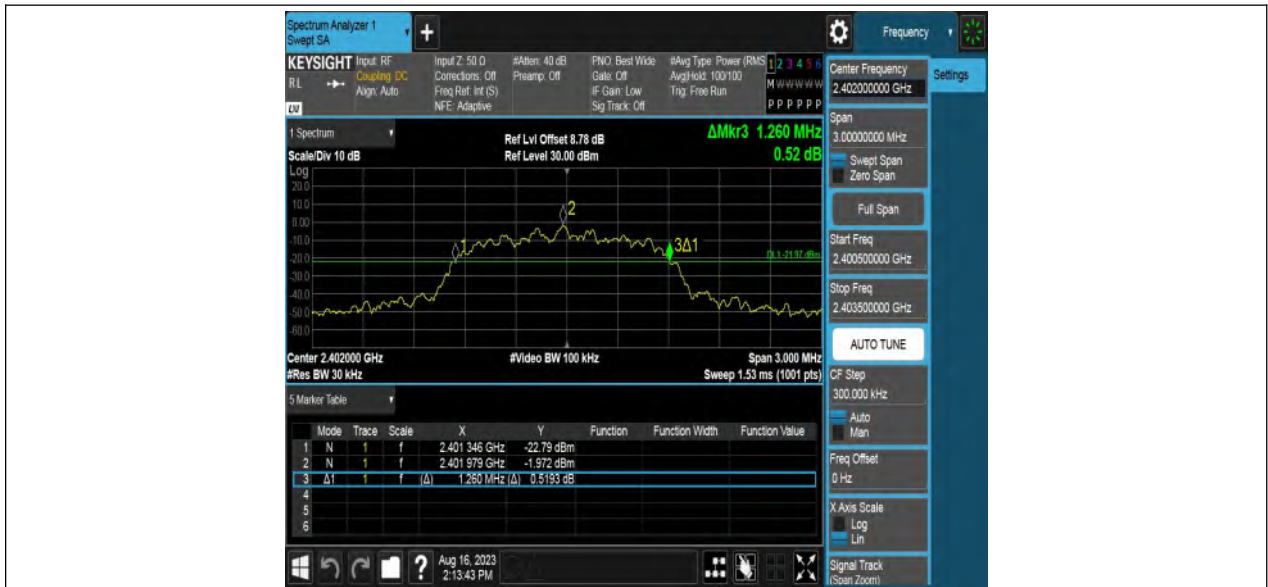 Spectrum Analyzer 1
Swept SA
+
Frequency
KEYSIGHT Input: RF Input Z: 50 Ω #Atten: 40 dB PNO: Best Wide #Avg Type: Power (RMS 1 2 3 4 5 6
RL Coupling: DC Corrections: Off Preamp: Off Gate: Off Avg|Hold: 100/100 M W W W W W
Align: Auto Freq Ref: Int (S) IF Gain: Low Trig: Free Run
LXI NFE: Adaptive Sig Track: Off P P P P P P
1 Spectrum
Ref Lvl Offset 8.78 dB ΔMkr3 1.260 MHz
Scale/Div 10 dB Ref Level 30.00 dBm 0.52 dB
Log
20.0
10.0
0.00
-10.0
-20.0
-30.0
-40.0
-50.0
-60.0
2
1
3Δ1
DL1 -21.97 dBm
Center 2.402000 GHz #Video BW 100 kHz Span 3.000 MHz
#Res BW 30 kHz Sweep 1.53 ms (1001 pts)
5 Marker Table
Mode Trace Scale X Y Function Function Width Function Value
1 N 1 f 2.401 346 GHz -22.79 dBm
2 N 1 f 2.401 979 GHz -1.972 dBm
3 Δ1 1 f (Δ) 1.260 MHz (Δ) 0.5193 dB
4
5
6
? Aug 16, 2023
2:13:43 PM
Center Frequency
2.402000000 GHz
Settings
Span
3.00000000 MHz
Swept Span
Zero Span
Full Span
Start Freq
2.400500000 GHz
Stop Freq
2.403500000 GHz
AUTO TUNE
CF Step
300.000 kHz
Auto
Man
Freq Offset
0 Hz
X Axis Scale
Log
Lin
Signal Track
(Span Zoom)